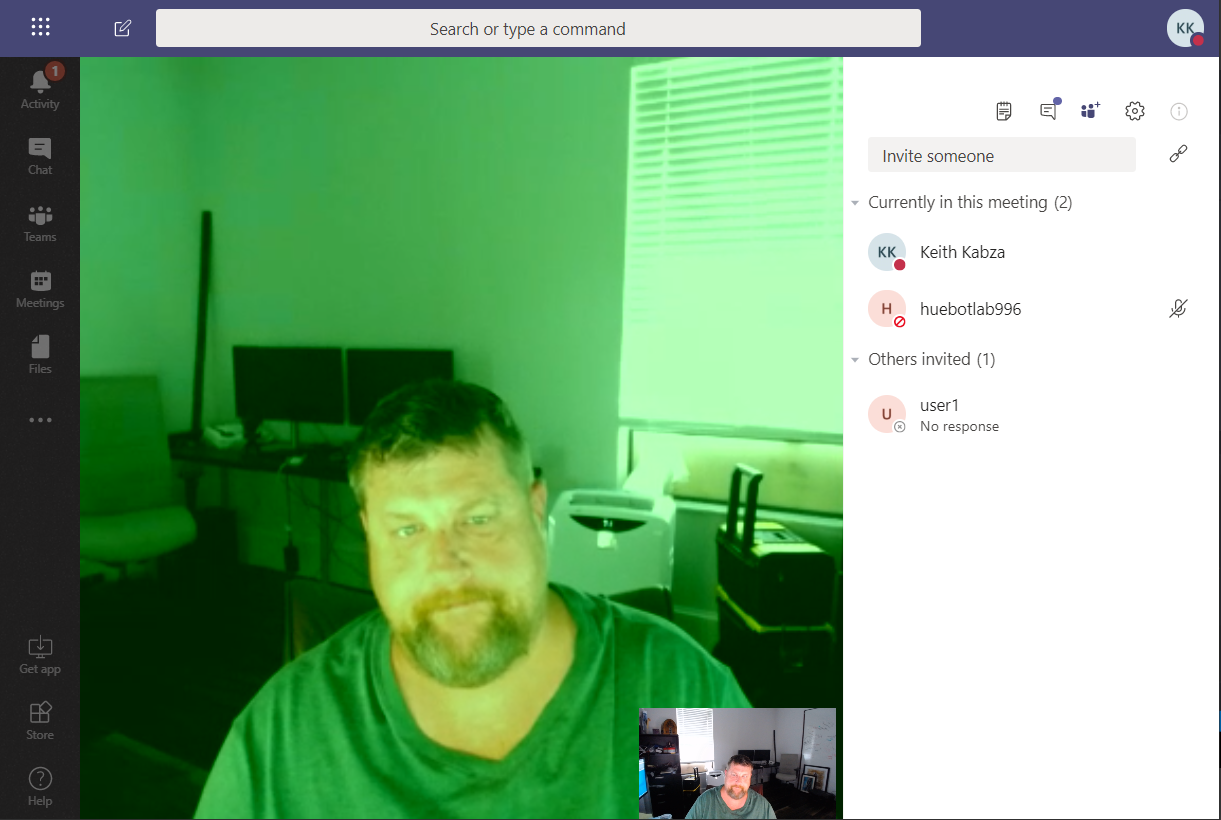 Search or type a command
KK
1
Activity
Chat
Teams
Meetings
Files
Get app
Store
Help
Invite someone
Currently in this meeting (2)
KK
Keith Kabza
H
huebotlab996
Others invited (1)
U
user1
No response